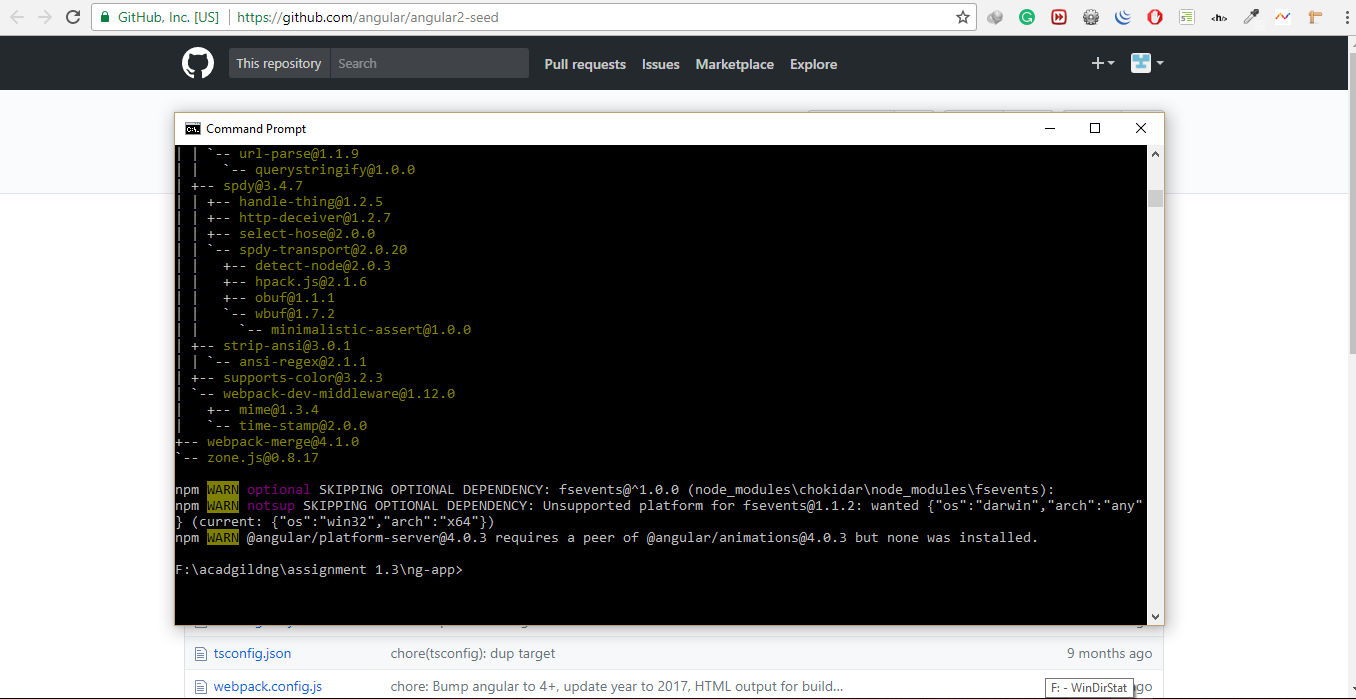 GitHub, Inc. [US] | https://github.com/angular/angular2-seed
This repository Search Pull requests Issues Marketplace Explore
Command Prompt
| | `-- url-parse@1.1.9
| |   `-- querystringify@1.0.0
| +-- spdy@3.4.7
| | +-- handle-thing@1.2.5
| | +-- http-deceiver@1.2.7
| | +-- select-hose@2.0.0
| | `-- spdy-transport@2.0.20
| |   +-- detect-node@2.0.3
| |   +-- hpack.js@2.1.6
| |   +-- obuf@1.1.1
| |   `-- wbuf@1.7.2
| |     `-- minimalistic-assert@1.0.0
| +-- strip-ansi@3.0.1
| | `-- ansi-regex@2.1.1
| +-- supports-color@3.2.3
| `-- webpack-dev-middleware@1.12.0
|   +-- mime@1.3.4
|   `-- time-stamp@2.0.0
+-- webpack-merge@4.1.0
`-- zone.js@0.8.17
npm WARN optional SKIPPING OPTIONAL DEPENDENCY: fsevents@^1.0.0 (node_modules\chokidar\node_modules\fsevents):
npm WARN notsup SKIPPING OPTIONAL DEPENDENCY: Unsupported platform for fsevents@1.1.2: wanted {"os":"darwin","arch":"any"
} (current: {"os":"win32","arch":"x64"})
npm WARN @angular/platform-server@4.0.3 requires a peer of @angular/animations@4.0.3 but none was installed.
F:\acadgildng\assignment 1.3\ng-app>
tsconfig.json chore(tsconfig): dup target 9 months ago
webpack.config.js chore: Bump angular to 4+, update year to 2017, HTML output for build... go
F: - WinDirStat